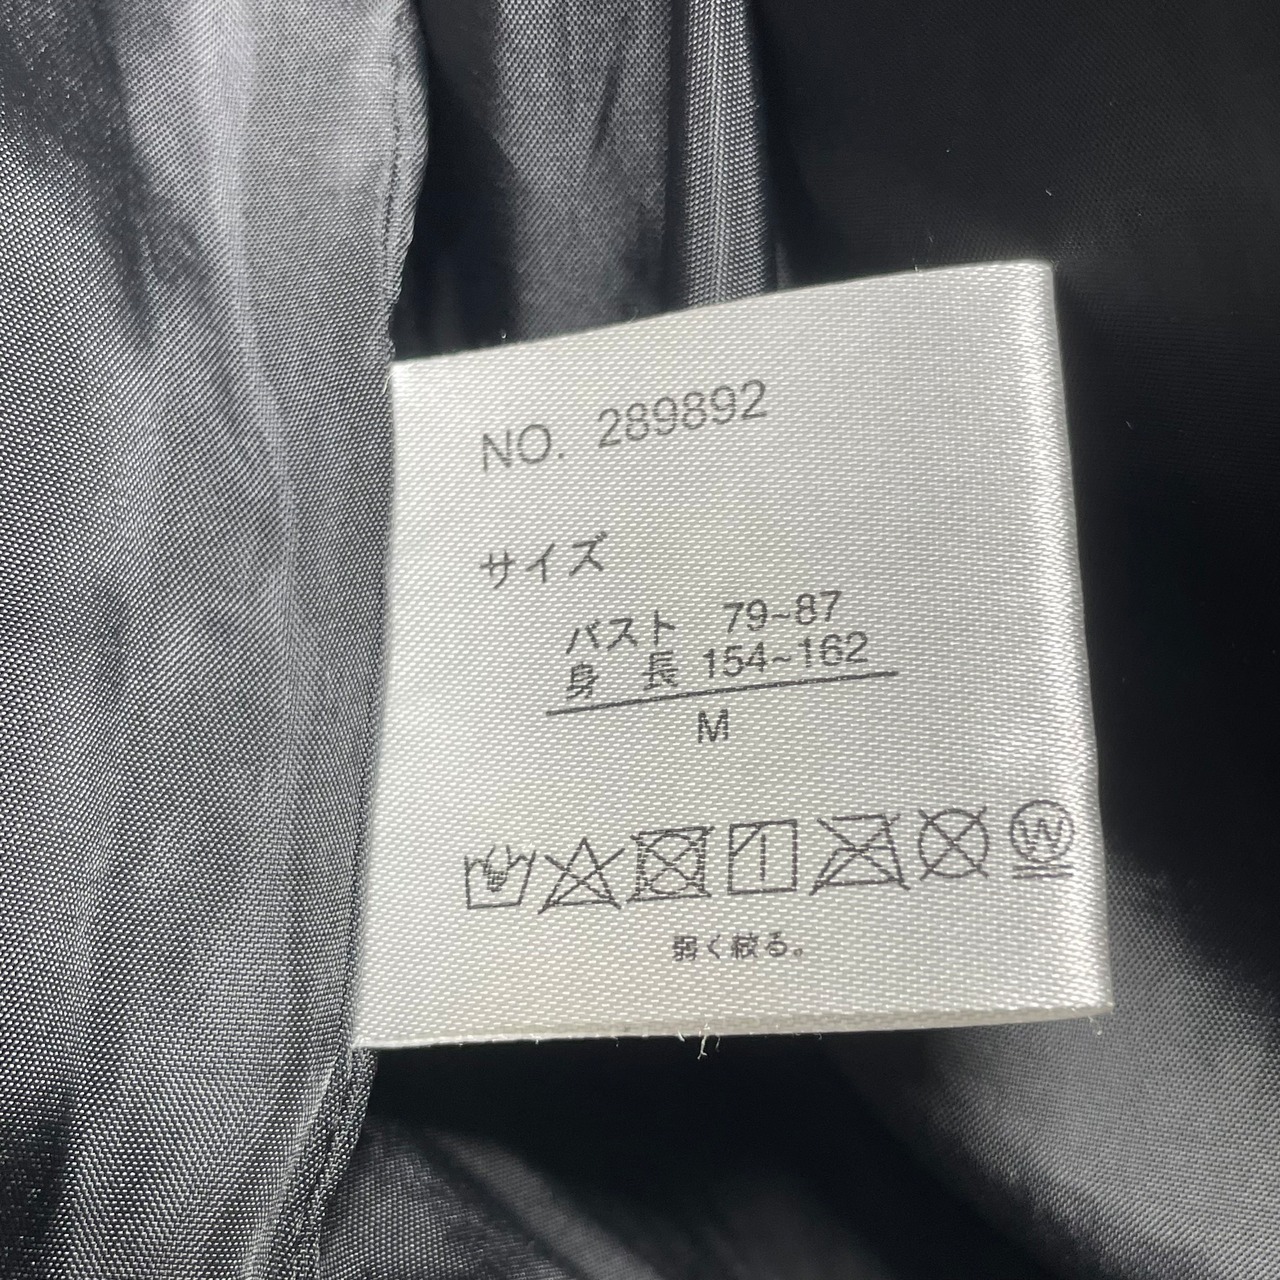 NO. 289892
サイズ
バスト 79~87
身 長 154~162
M
W
弱く絞る。